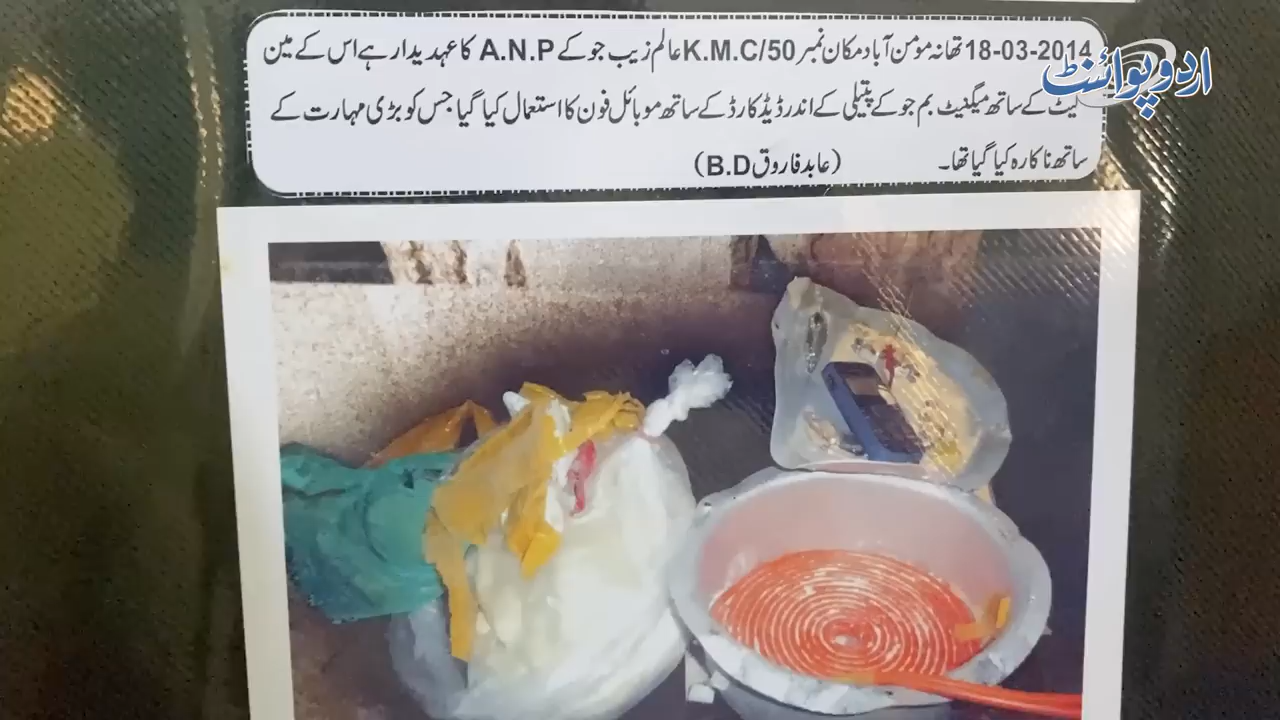 18-03-2014 تھانہ مومن آباد مکان نمبر K.M.C/50 عالم زیب جو کے A.N.P کا عہدیدار ہے اس کے مین
گیٹ کے ساتھ میگنیٹ بم جو کے پتیلی کے اندر ڈیڈ کارڈ کے ساتھ موبائل فون کا استعمال کیا گیا جس کو بڑی مہارت کے
ساتھ ناکارہ کیا گیا تھا۔ (عابد فاروق B.D)
اردو پوائنٹ